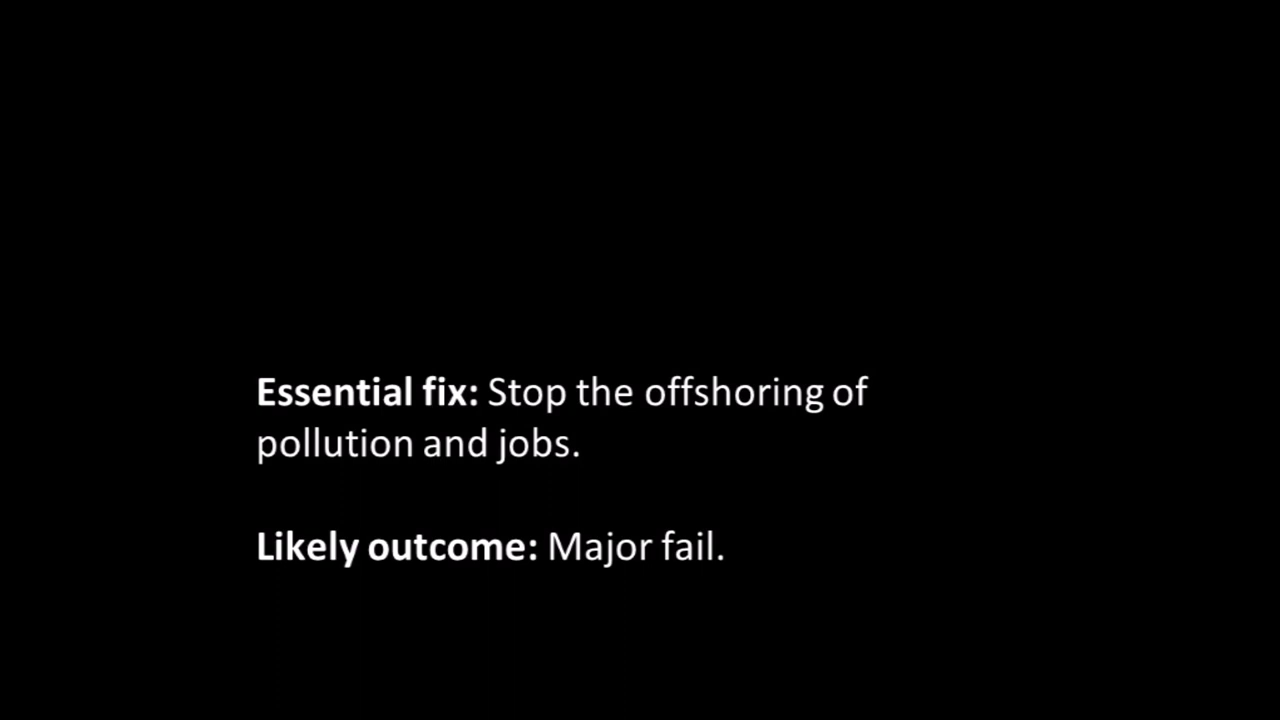 Essential fix: Stop the offshoring of
pollution and jobs.
Likely outcome: Major fail.